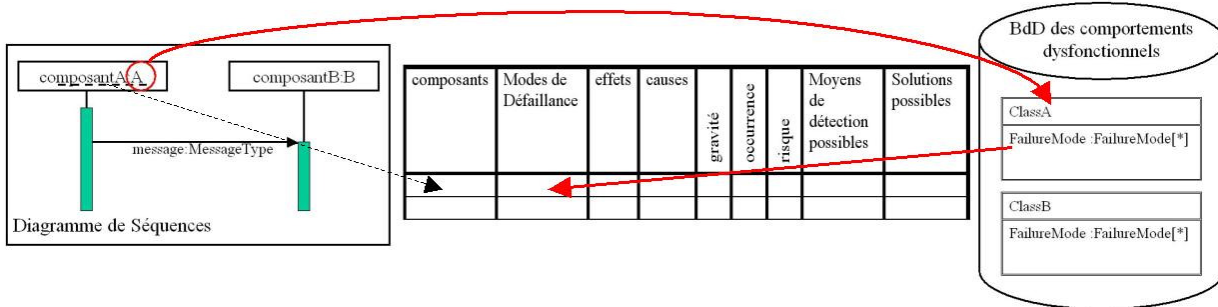 composantA:A
composantB:B
message:MessageType
Diagramme de Séquences
composants
Modes de
Défaillance
effets
causes
gravité
occurrence
risque
Moyens
de
détection
possibles
Solutions
possibles
BdD des comportements
dysfonctionnels
ClassA
FailureMode :FailureMode[*]
ClassB
FailureMode :FailureMode[*]